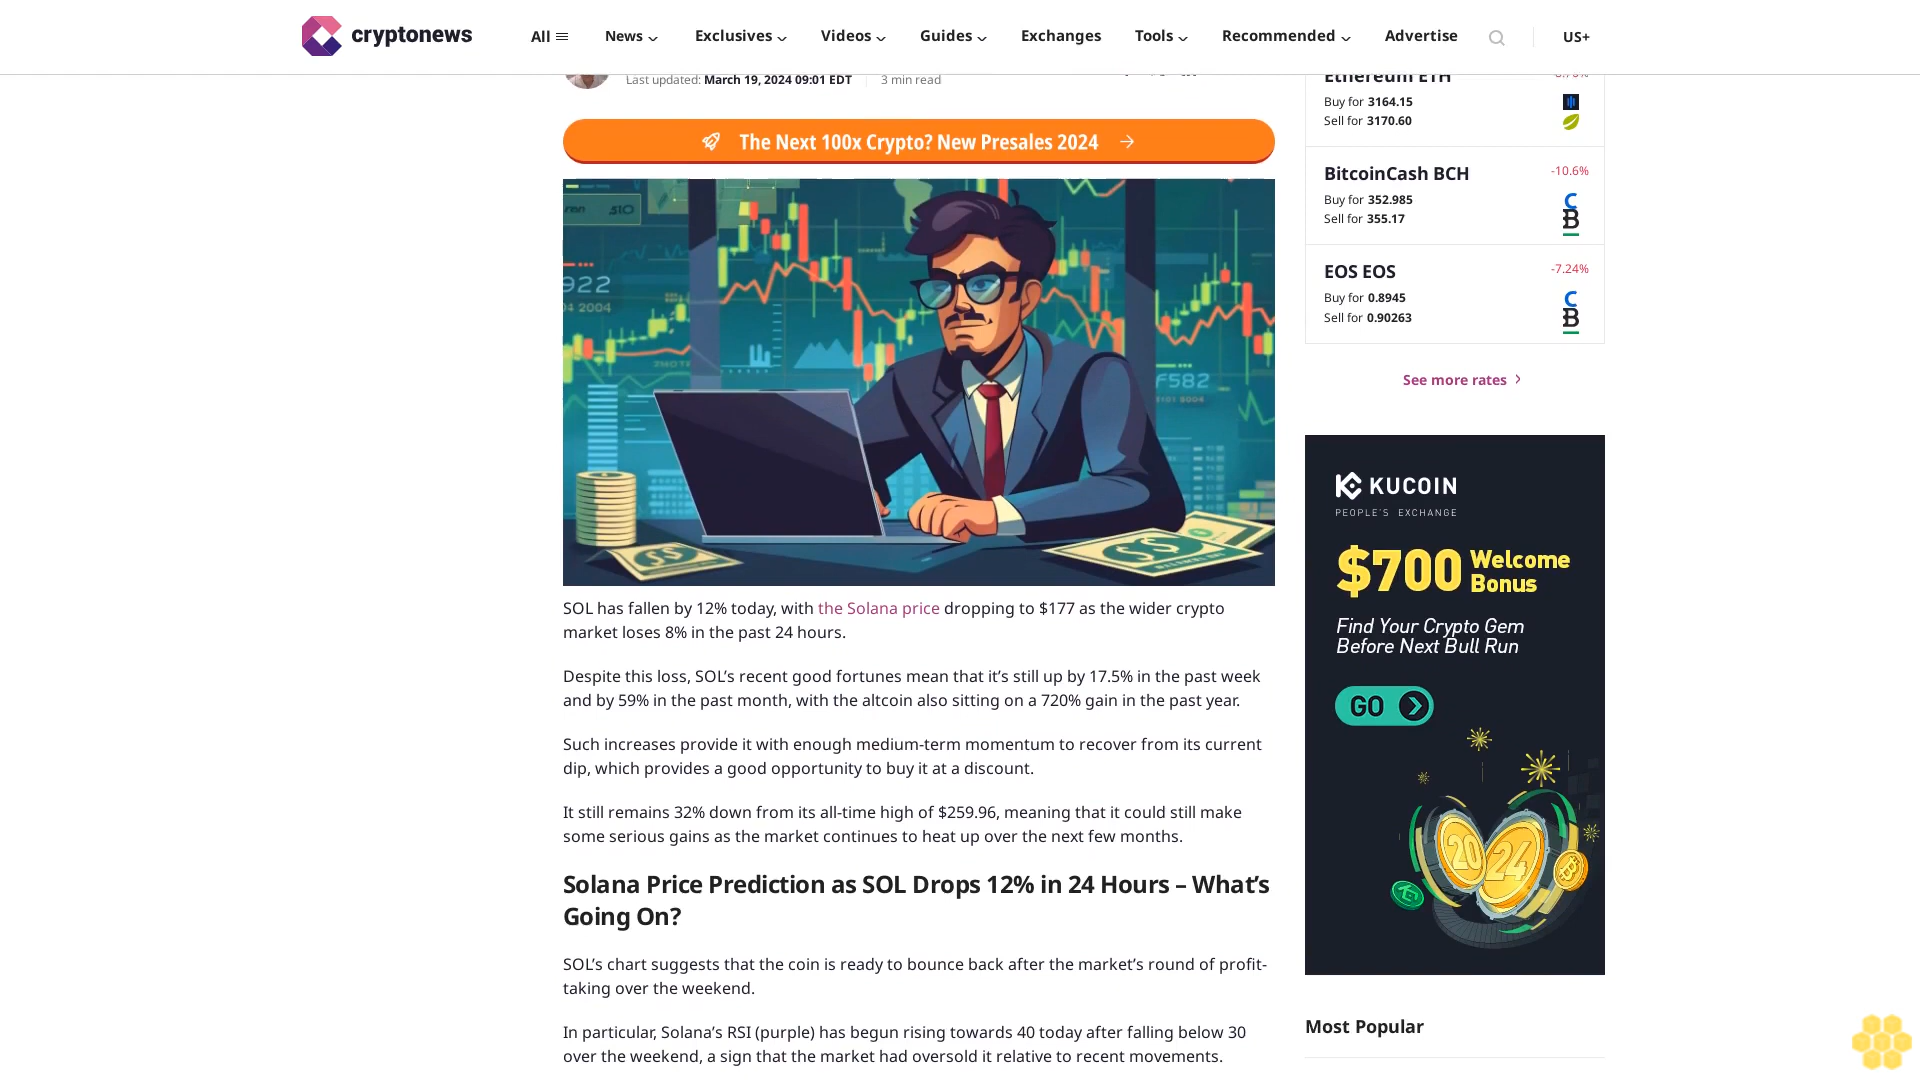 cryptonews
All
News
Exclusives
Videos
Guides
Exchanges
Tools
Recommended
Advertise
US+
Last updated: March 19, 2024 09:01 EDT
3 min read
The Next 100x Crypto? New Presales 2024
922
04 2004
F582
SOL has fallen by 12% today, with the Solana price dropping to $177 as the wider crypto
market loses 8% in the past 24 hours.
Despite this loss, SOL’s recent good fortunes mean that it’s still up by 17.5% in the past week
and by 59% in the past month, with the altcoin also sitting on a 720% gain in the past year.
Such increases provide it with enough medium-term momentum to recover from its current
dip, which provides a good opportunity to buy it at a discount.
It still remains 32% down from its all-time high of $259.96, meaning that it could still make
some serious gains as the market continues to heat up over the next few months.
Solana Price Prediction as SOL Drops 12% in 24 Hours – What’s
Going On?
SOL’s chart suggests that the coin is ready to bounce back after the market’s round of profit-
taking over the weekend.
In particular, Solana’s RSI (purple) has begun rising towards 40 today after falling below 30
over the weekend, a sign that the market had oversold it relative to recent movements.
Ethereum ETH
Buy for 3164.15
Sell for 3170.60
BitcoinCash BCH
-10.6%
Buy for 352.985
Sell for 355.17
EOS EOS
-7.24%
Buy for 0.8945
Sell for 0.90263
See more rates
KUCOIN
PEOPLE'S EXCHANGE
$700 Welcome
Bonus
Find Your Crypto Gem
Before Next Bull Run
GO
20 24
Most Popular